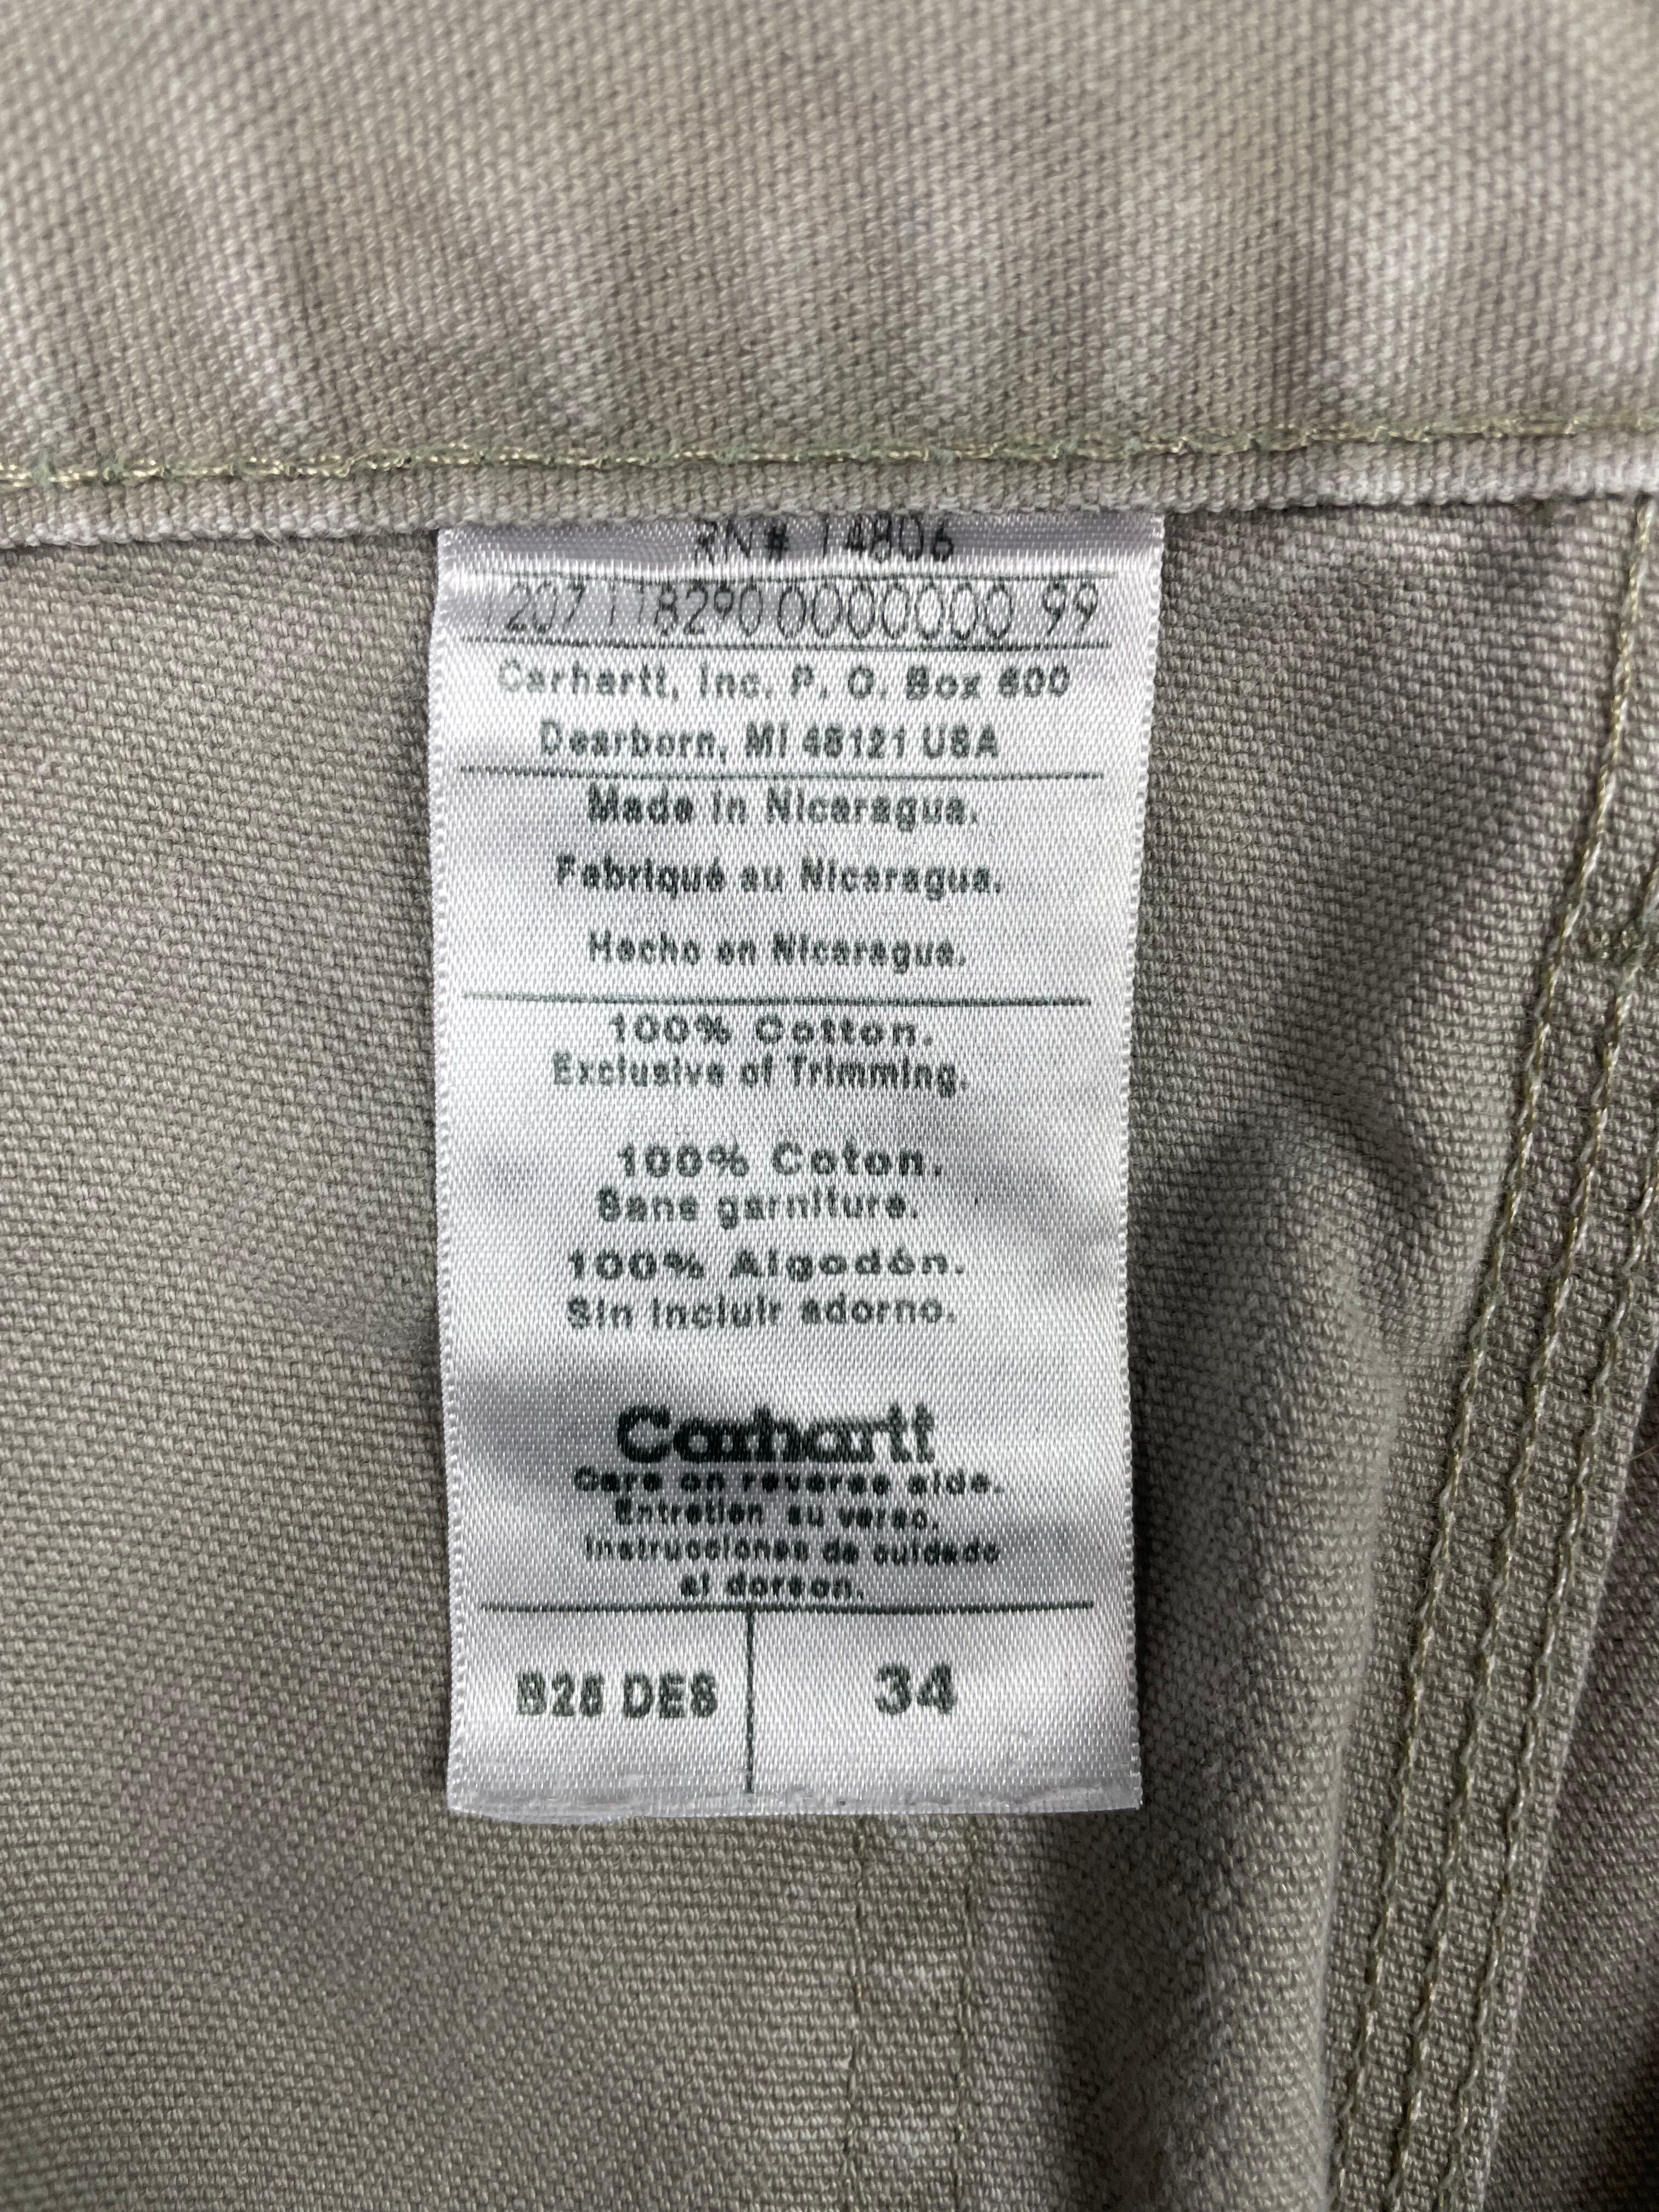 RN# 14806
207 118290 0000000 99
Carhartt, Inc. P. O. Box 600
Dearborn, MI 48121 USA
Made in Nicaragua.
Fabriqué au Nicaragua.
Hecho en Nicaragua.
100% Cotton.
Exclusive of Trimming.
100% Coton.
Sans garniture.
100% Algodón.
Sin incluir adorno.
Carhartt
Care on reverse side.
Entretien au verso.
Instrucciones de cuidado
al dorson.
B28 DES 34